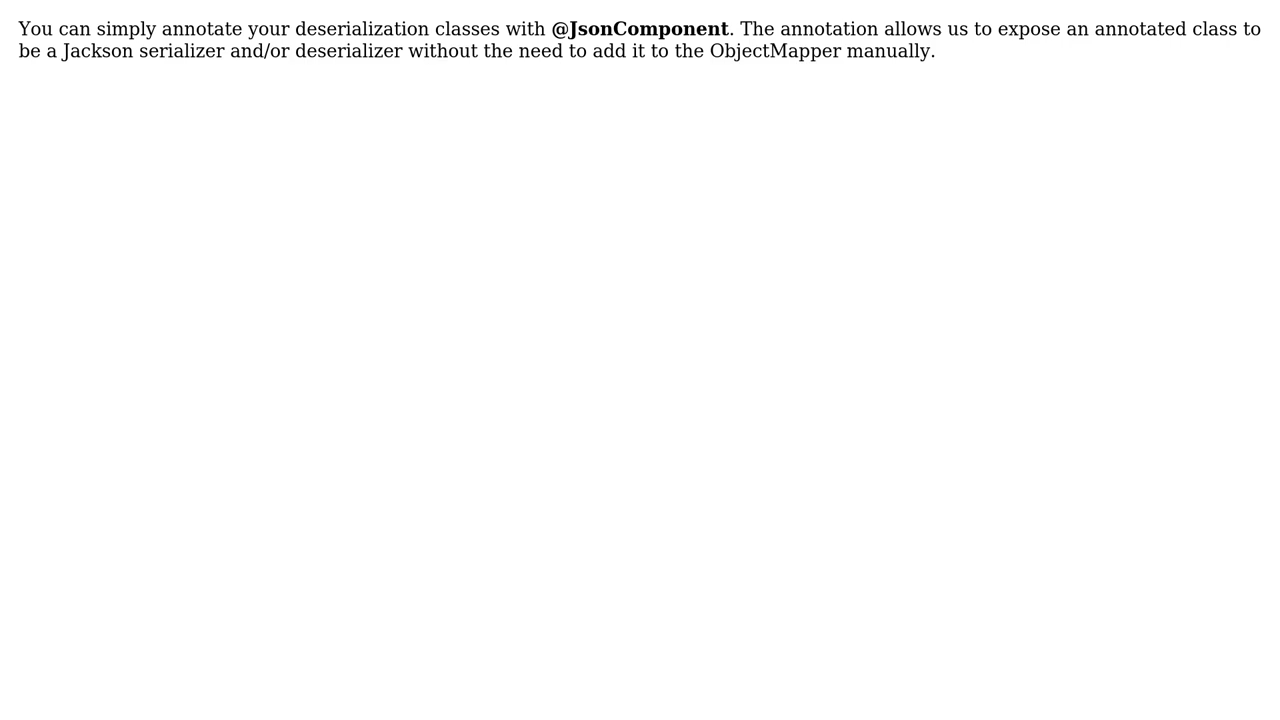 You can simply annotate your deserialization classes with @JsonComponent. The annotation allows us to expose an annotated class to
be a Jackson serializer and/or deserializer without the need to add it to the ObjectMapper manually.